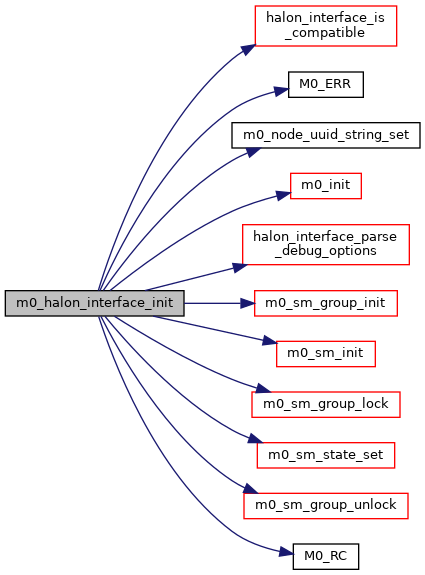 halon_interface_is
_compatible
M0_ERR
m0_node_uuid_string_set
m0_init
halon_interface_parse
_debug_options
m0_halon_interface_init
m0_sm_group_init
m0_sm_init
m0_sm_group_lock
m0_sm_state_set
m0_sm_group_unlock
M0_RC